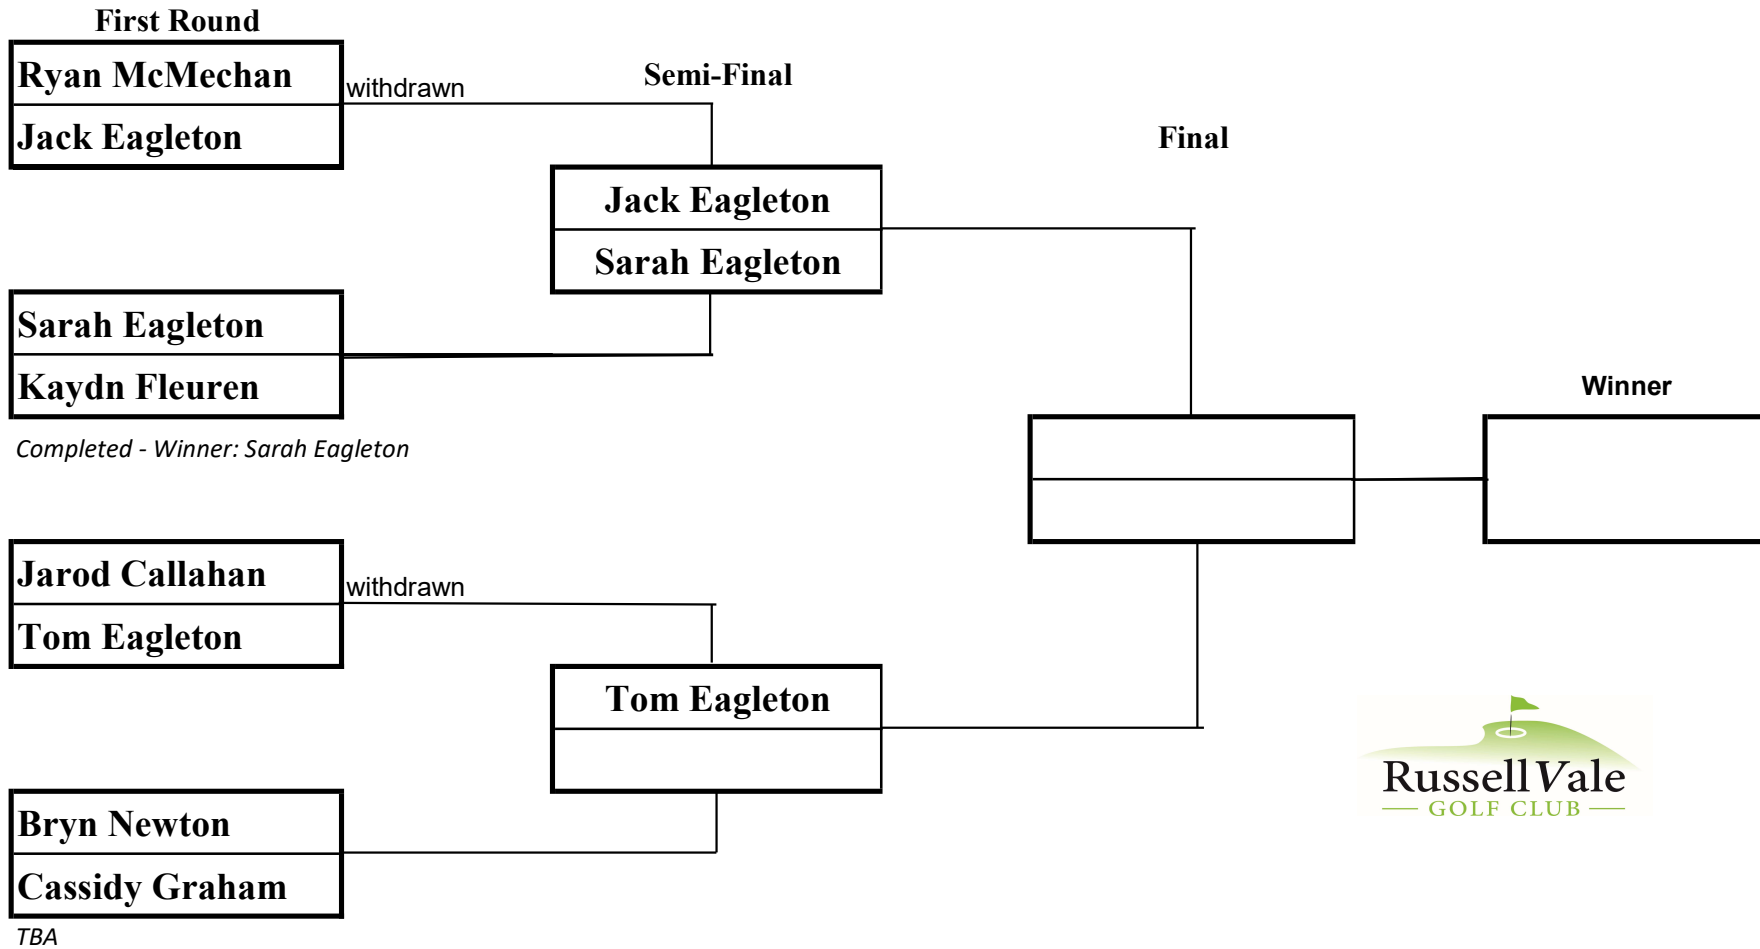 First Round
Ryan McMechan
withdrawn
Jack Eagleton
Semi-Final
Final
Jack Eagleton
Sarah Eagleton
Sarah Eagleton
Kaydn Fleuren
Completed - Winner: Sarah Eagleton
Winner
Jarod Callahan
withdrawn
Tom Eagleton
Tom Eagleton
Bryn Newton
Cassidy Graham
TBA
Russell Vale
GOLF CLUB